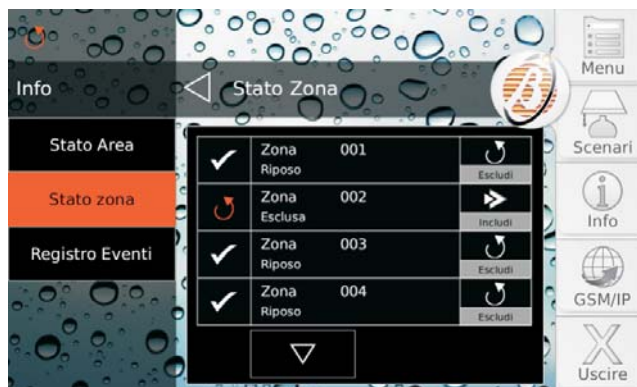 Info
Stato Zona
Stato Area
Stato zona
Registro Eventi
Zona 001
Riposo
Escludi
Zona 002
Esclusa
Includi
Zona 003
Riposo
Escludi
Zona 004
Riposo
Escludi
Menu
Scenari
Info
GSM/IP
Uscire